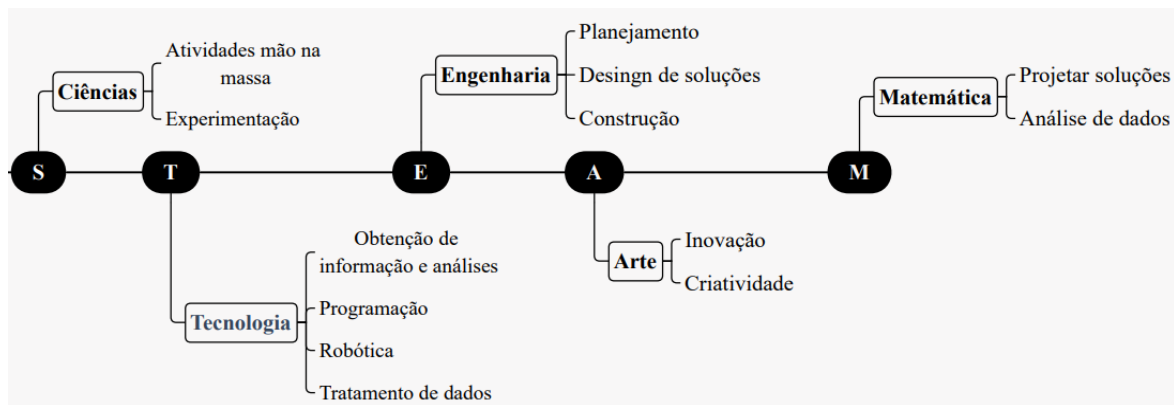 Ciências
Atividades mão na
massa
Experimentação
Engenharia
Planejamento
Desingn de soluções
Construção
Matemática
Projetar soluções
Análise de dados
S
T
E
A
M
Tecnologia
Obtenção de
informação e análises
Programação
Robótica
Tratamento de dados
Arte
Inovação
Criatividade